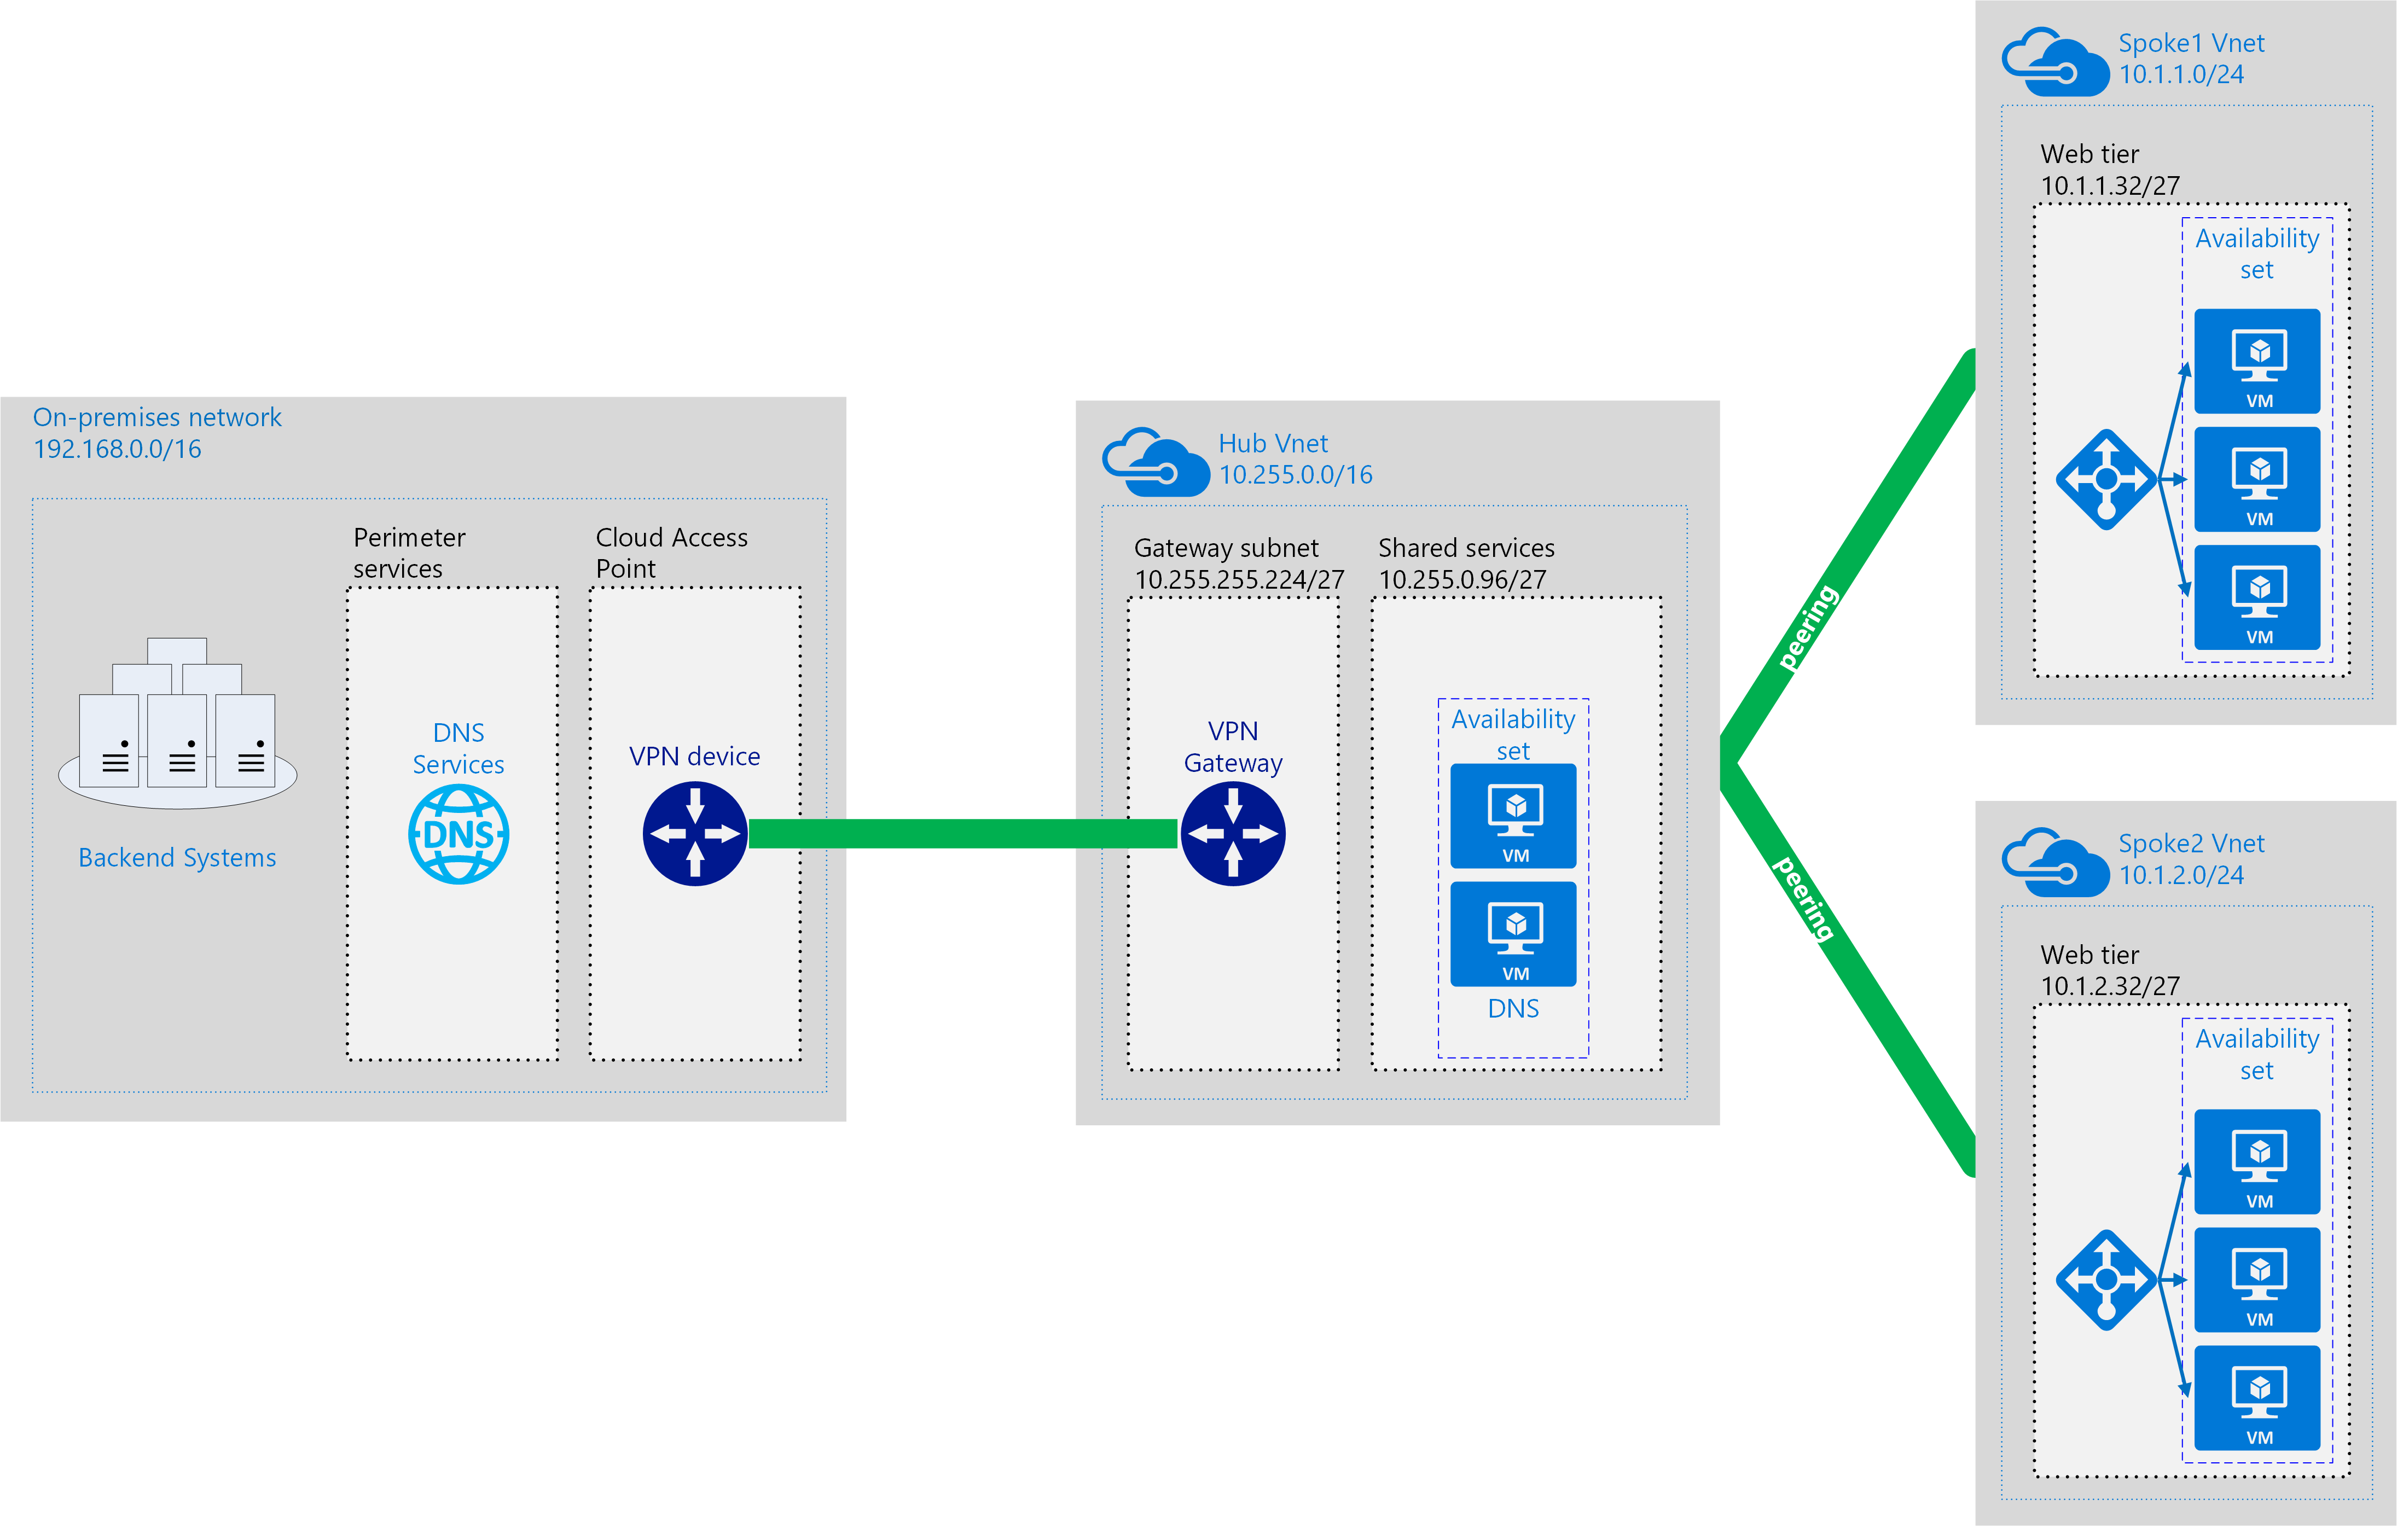 On-premises network
192.168.0.0/16
Perimeter
services
DNS
Services
DNS
Cloud Access
Point
VPN device
Backend Systems
Hub Vnet
10.255.0.0/16
Gateway subnet
10.255.255.224/27
VPN
Gateway
Shared services
10.255.0.96/27
Availability
set
VM
VM
DNS
peering
peering
Spoke1 Vnet
10.1.1.0/24
Web tier
10.1.1.32/27
Availability
set
VM
VM
VM
Spoke2 Vnet
10.1.2.0/24
Web tier
10.1.2.32/27
Availability
set
VM
VM
VM